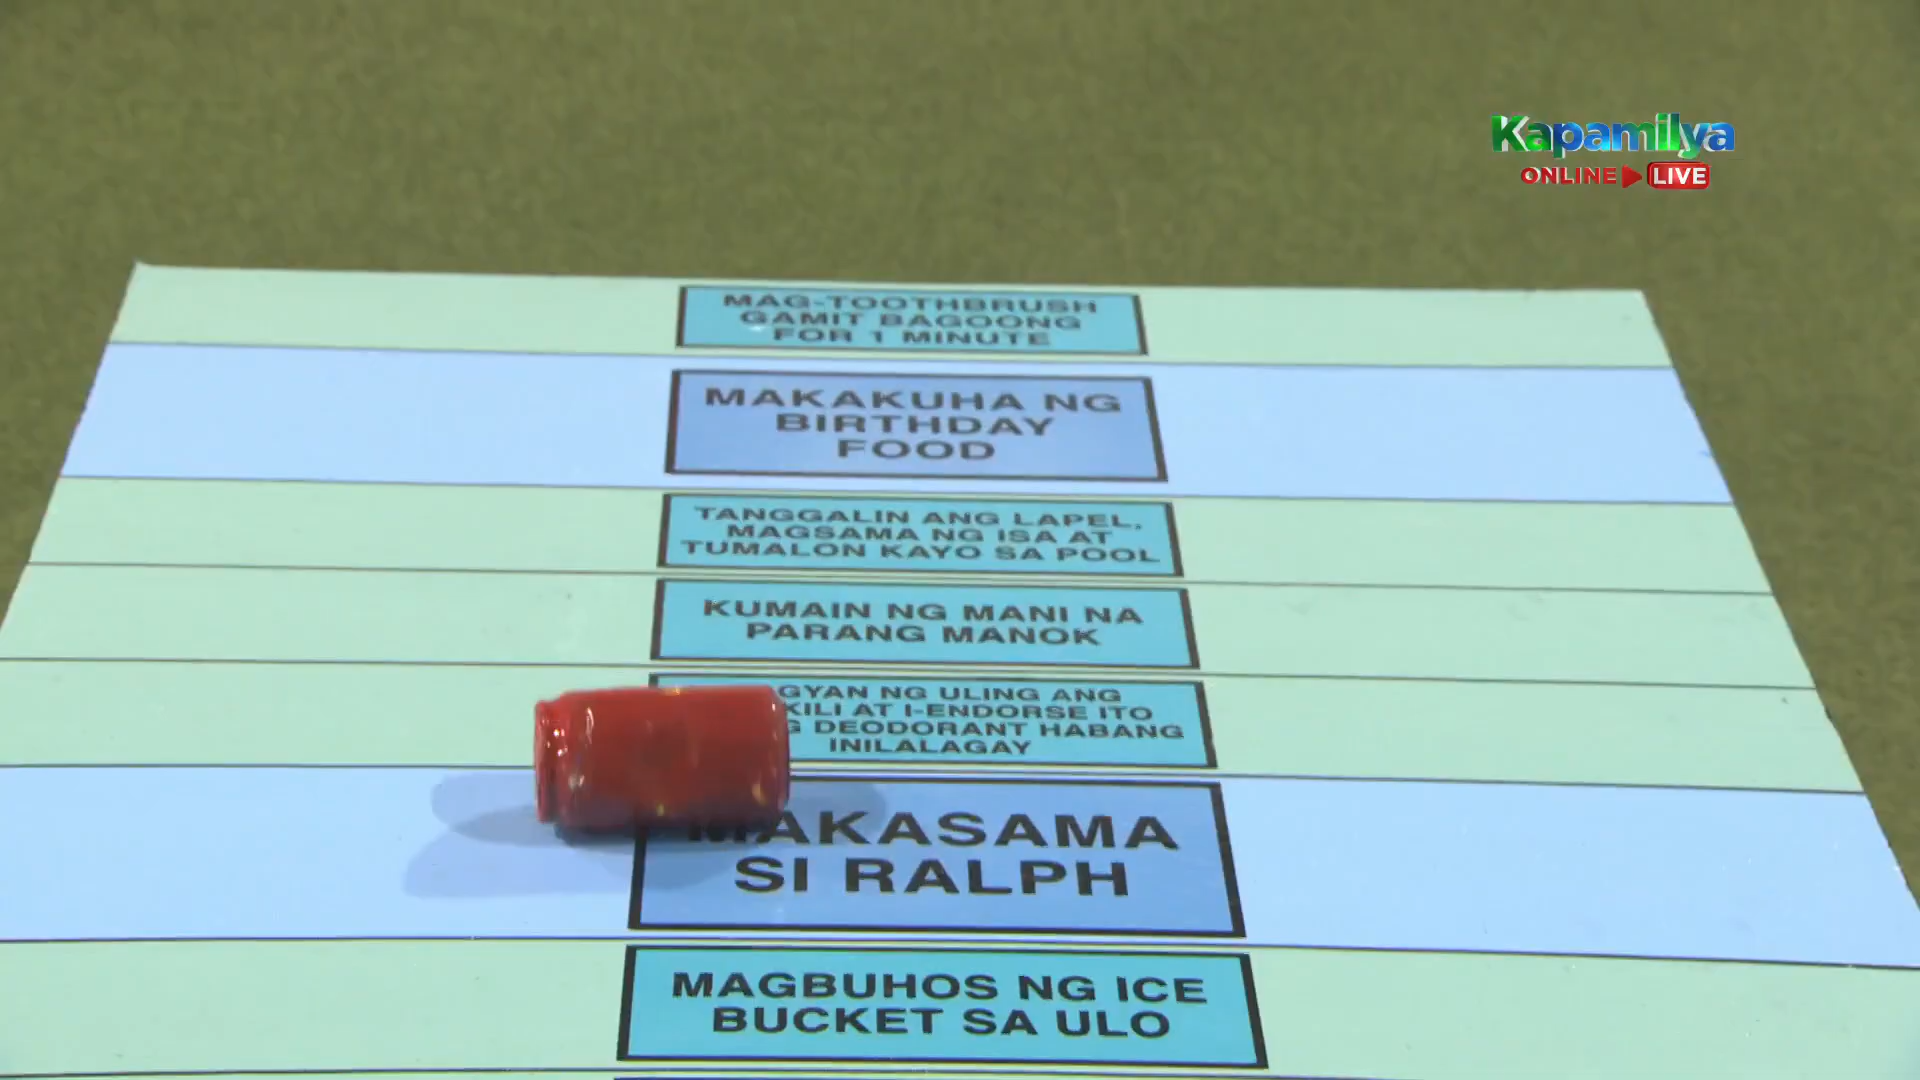 Kapamilya
ONLINE LIVE
MAG-TOOTHBRUSH
GAMIT BAGOONG
FOR 1 MINUTE
MAKAKUHA NG
BIRTHDAY
FOOD
TANGGALIN ANG LAPEL,
MAGSAMA NG ISA AT
TUMALON KAYO SA POOL
KUMAIN NG MANI NA
PARANG MANOK
NG ULING ANG
AT I-ENDORSE ITO
DEODORANT HABANG
INILALAGAY
MAKASAMA
SI RALPH
MAGBUHOS NG ICE
BUCKET SA ULO